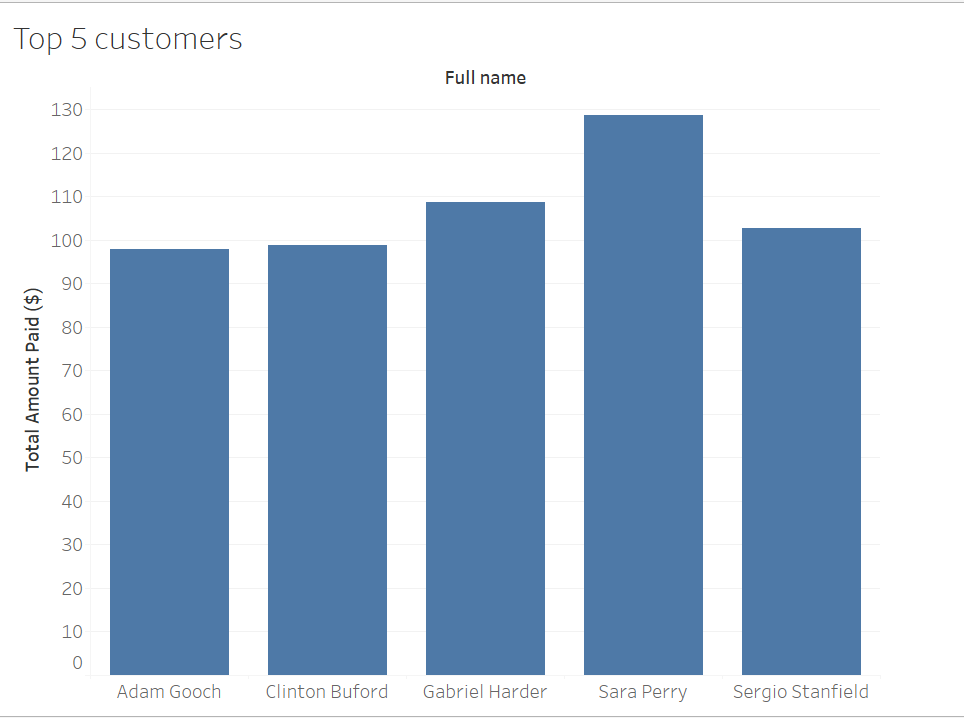 Top 5 customers
Full name
130
120
110
100
90
80
70
60
50
40
30
20
10
0
Total Amount Paid ($)
Adam Gooch
Clinton Buford
Gabriel Harder
Sara Perry
Sergio Stanfield